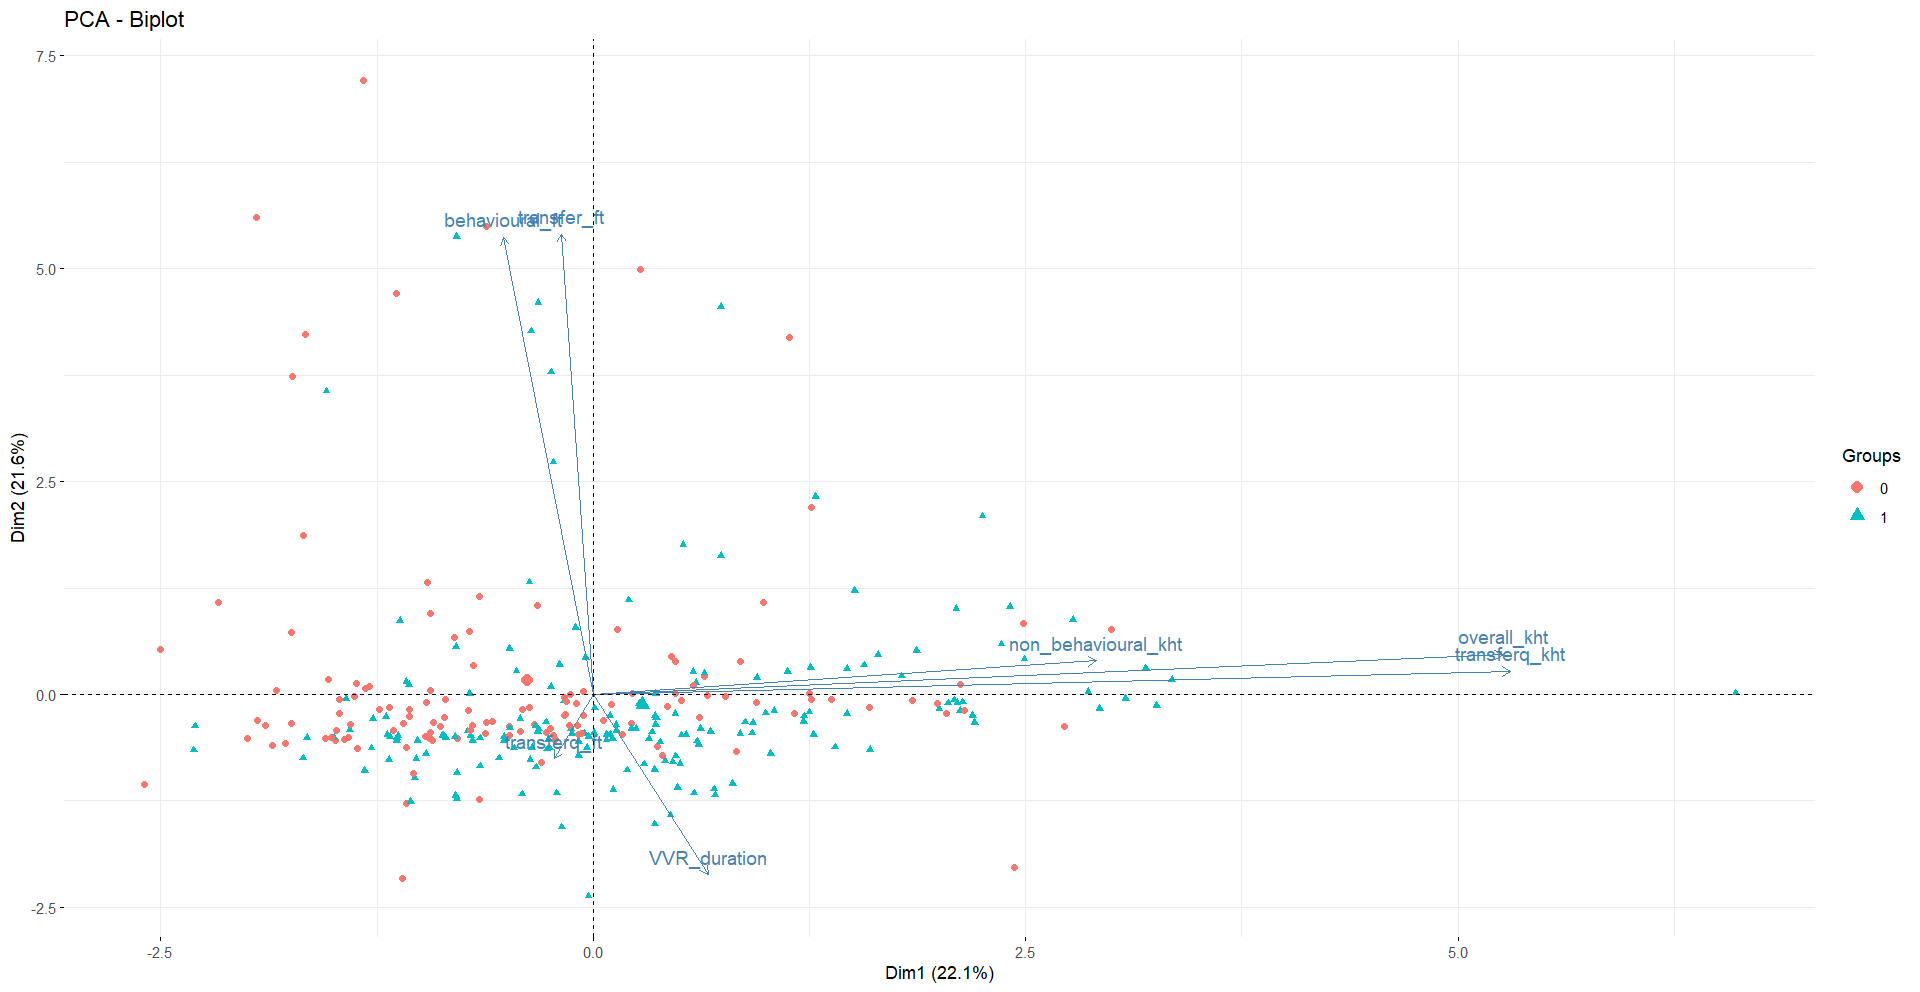 PCA - Biplot
7.5
5.0
2.5
0.0
-2.5
Dim2 (21.6%)
behavioural_ft
transfer_ft
non_behavioural_kht
overall_kht
transferq_kht
transferq_ft
VVR_duration
-2.5
0.0
2.5
5.0
Dim1 (22.1%)
Groups
0
1